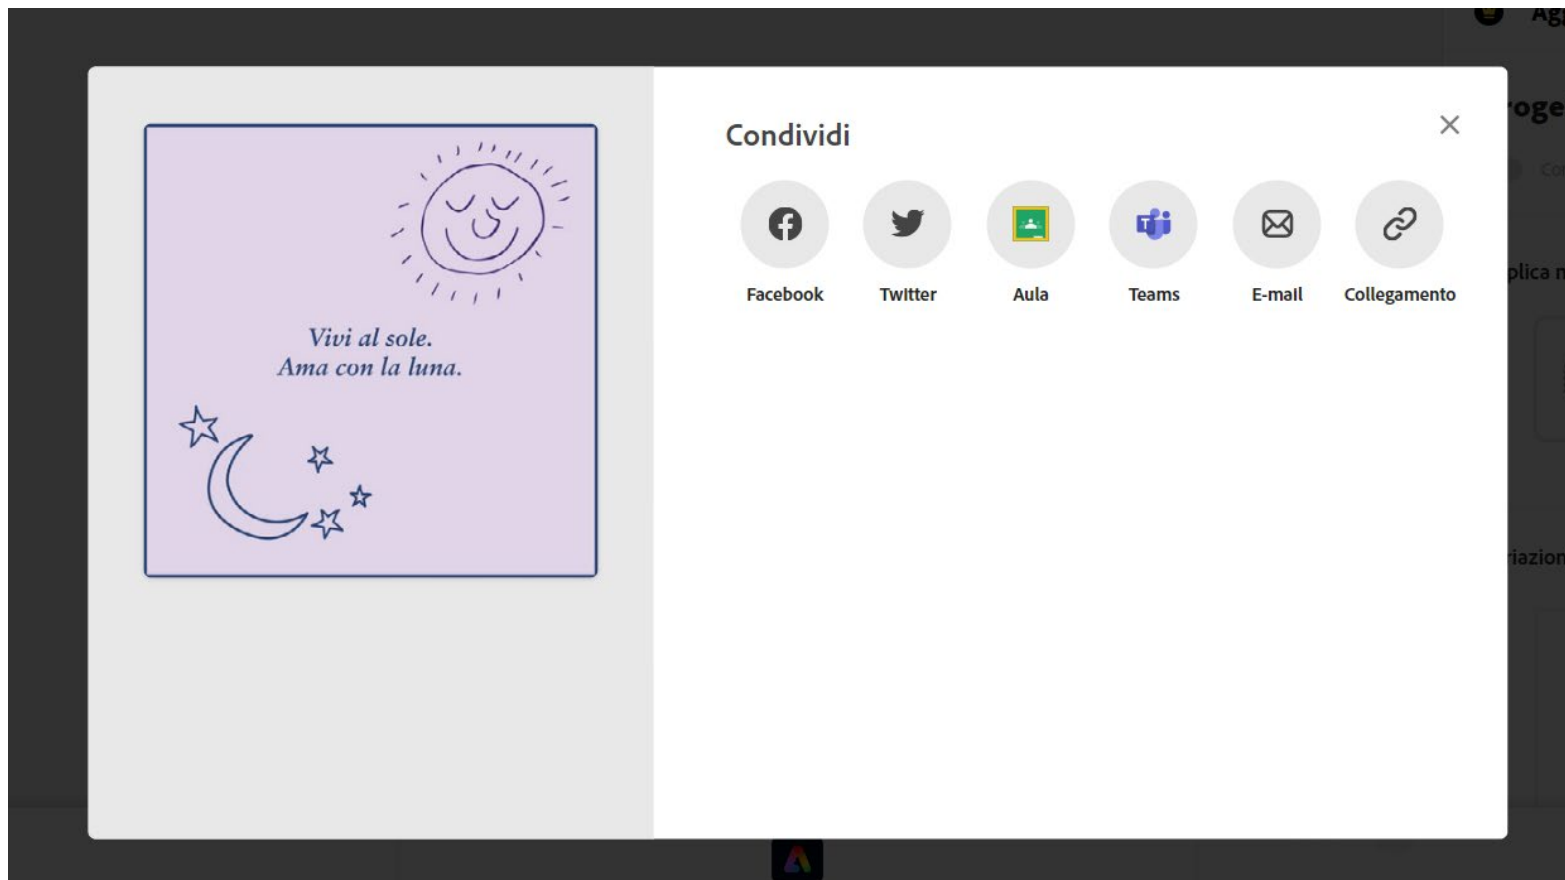 Condividi
Facebook
Twitter
Aula
Teams
E-mail
Collegamento
Vivi al sole.
Ama con la luna.